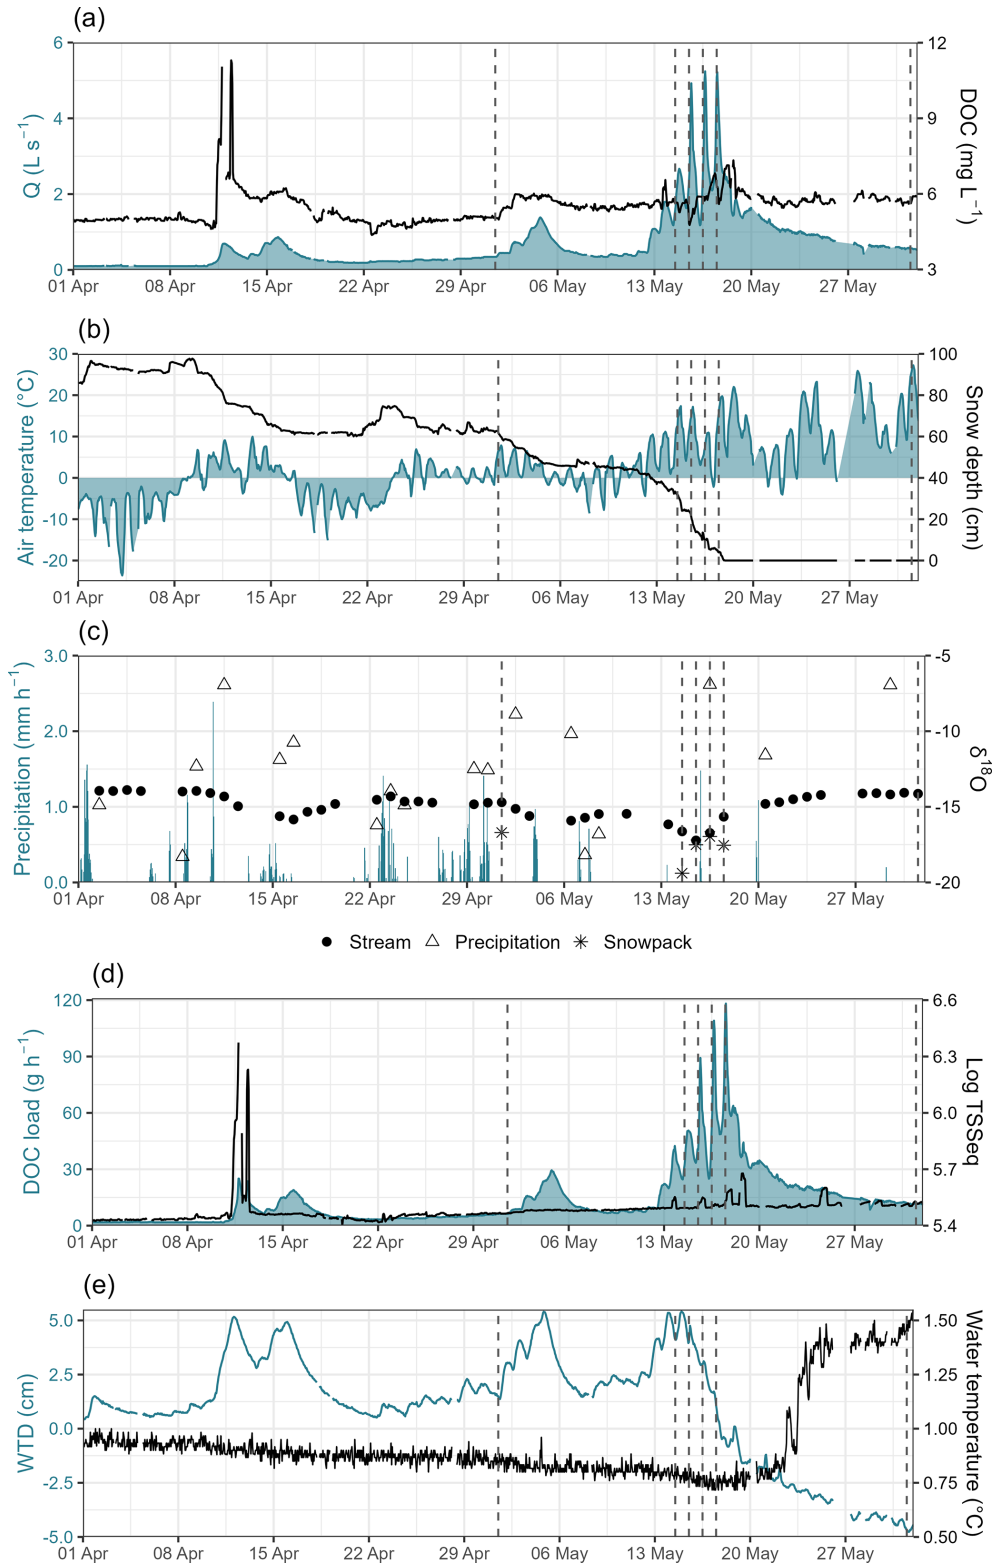 (a)
6
4
2
0
Q (L s⁻¹)
12
9
6
3
DOC (mg L⁻¹)
01 Apr 08 Apr 15 Apr 22 Apr 29 Apr 06 May 13 May 20 May 27 May
(b)
30
20
10
0
-10
-20
Air temperature (°C)
100
80
60
40
20
0
Snow depth (cm)
01 Apr 08 Apr 15 Apr 22 Apr 29 Apr 06 May 13 May 20 May 27 May
(c)
3.0
2.0
1.0
0.0
Precipitation (mm h⁻¹)
-5
-10
-15
-20
δ¹⁸O
01 Apr 08 Apr 15 Apr 22 Apr 29 Apr 06 May 13 May 20 May 27 May
Stream Precipitation Snowpack
(d)
120
90
60
30
0
DOC load (g h⁻¹)
6.6
6.3
6.0
5.7
5.4
Log TSSeq
01 Apr 08 Apr 15 Apr 22 Apr 29 Apr 06 May 13 May 20 May 27 May
(e)
5.0
2.5
0.0
-2.5
-5.0
WTD (cm)
1.50
1.25
1.00
0.75
0.50
Water temperature (°C)
01 Apr 08 Apr 15 Apr 22 Apr 29 Apr 06 May 13 May 20 May 27 May